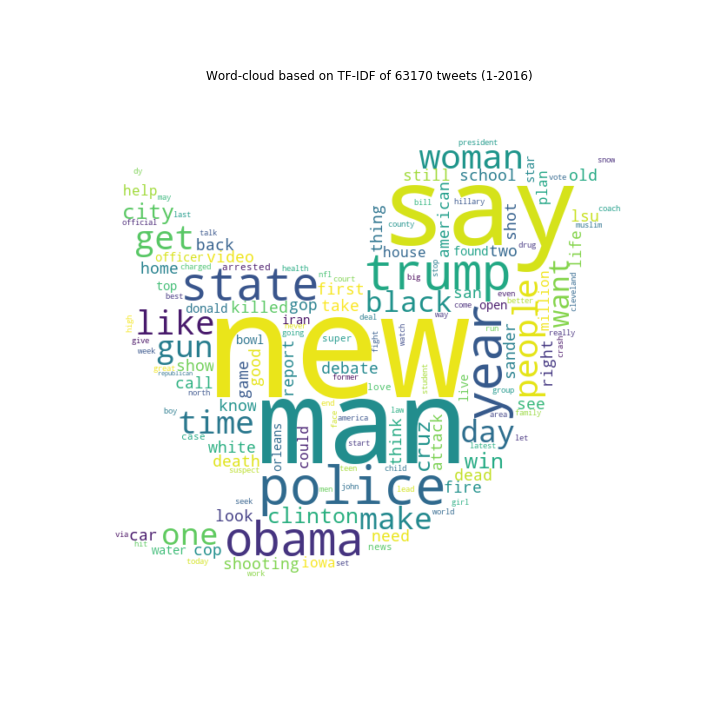 Word-cloud based on TF-IDF of 63170 tweets (1-2016)
president
woman
snow
dy
still
school
star
plan
vote
old
help
may
say
bill
hillary
american
city
last
official
thing
county
shot
lsu
coach
muslim
get
talk
back
house
found
two
drug
life
officer
video
trump
stop
home
charged
arrested
health
nfl
court
big
san
open
even
want
people
million
cleveland
top
best
state
first
black
come
better
donald
killed
gop
take
like
high
give
week
bowl
iran
never
going
new
deal
way
year
run
right
crash
really
gun
super
fight
watch
sander
show
great
republican
game
good
report
debate
former
student
live
group
call
north
love
see
boy
know
man
end
face
law
area
family
time
orleans
could
america
think
cruz
attack
day
let
case
white
start
latest
win
death
suspect
teen
child
dead
police
men
john
lead
fire
seek
girl
look
clinton
make
world
via
car
one
obama
need
news
hit
water
cop
today
shooting
work
iowa
set